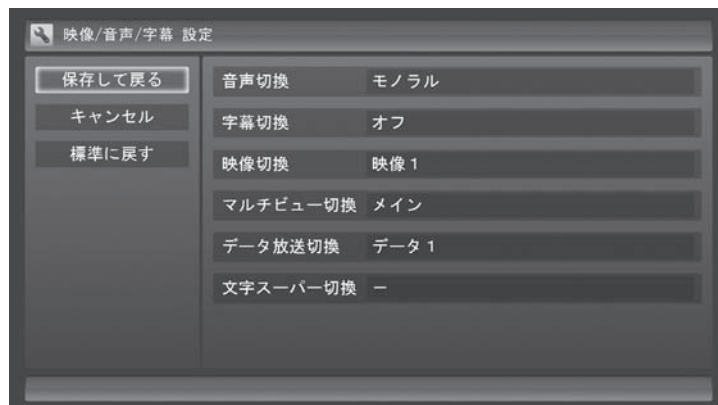 映像/音声/字幕 設定
保存して戻る
キャンセル
標準に戻す
音声切換 モノラル
字幕切換 オフ
映像切換 映像1
マルチビュー切換 メイン
データ放送切換 データ1
文字スーパー切換 －